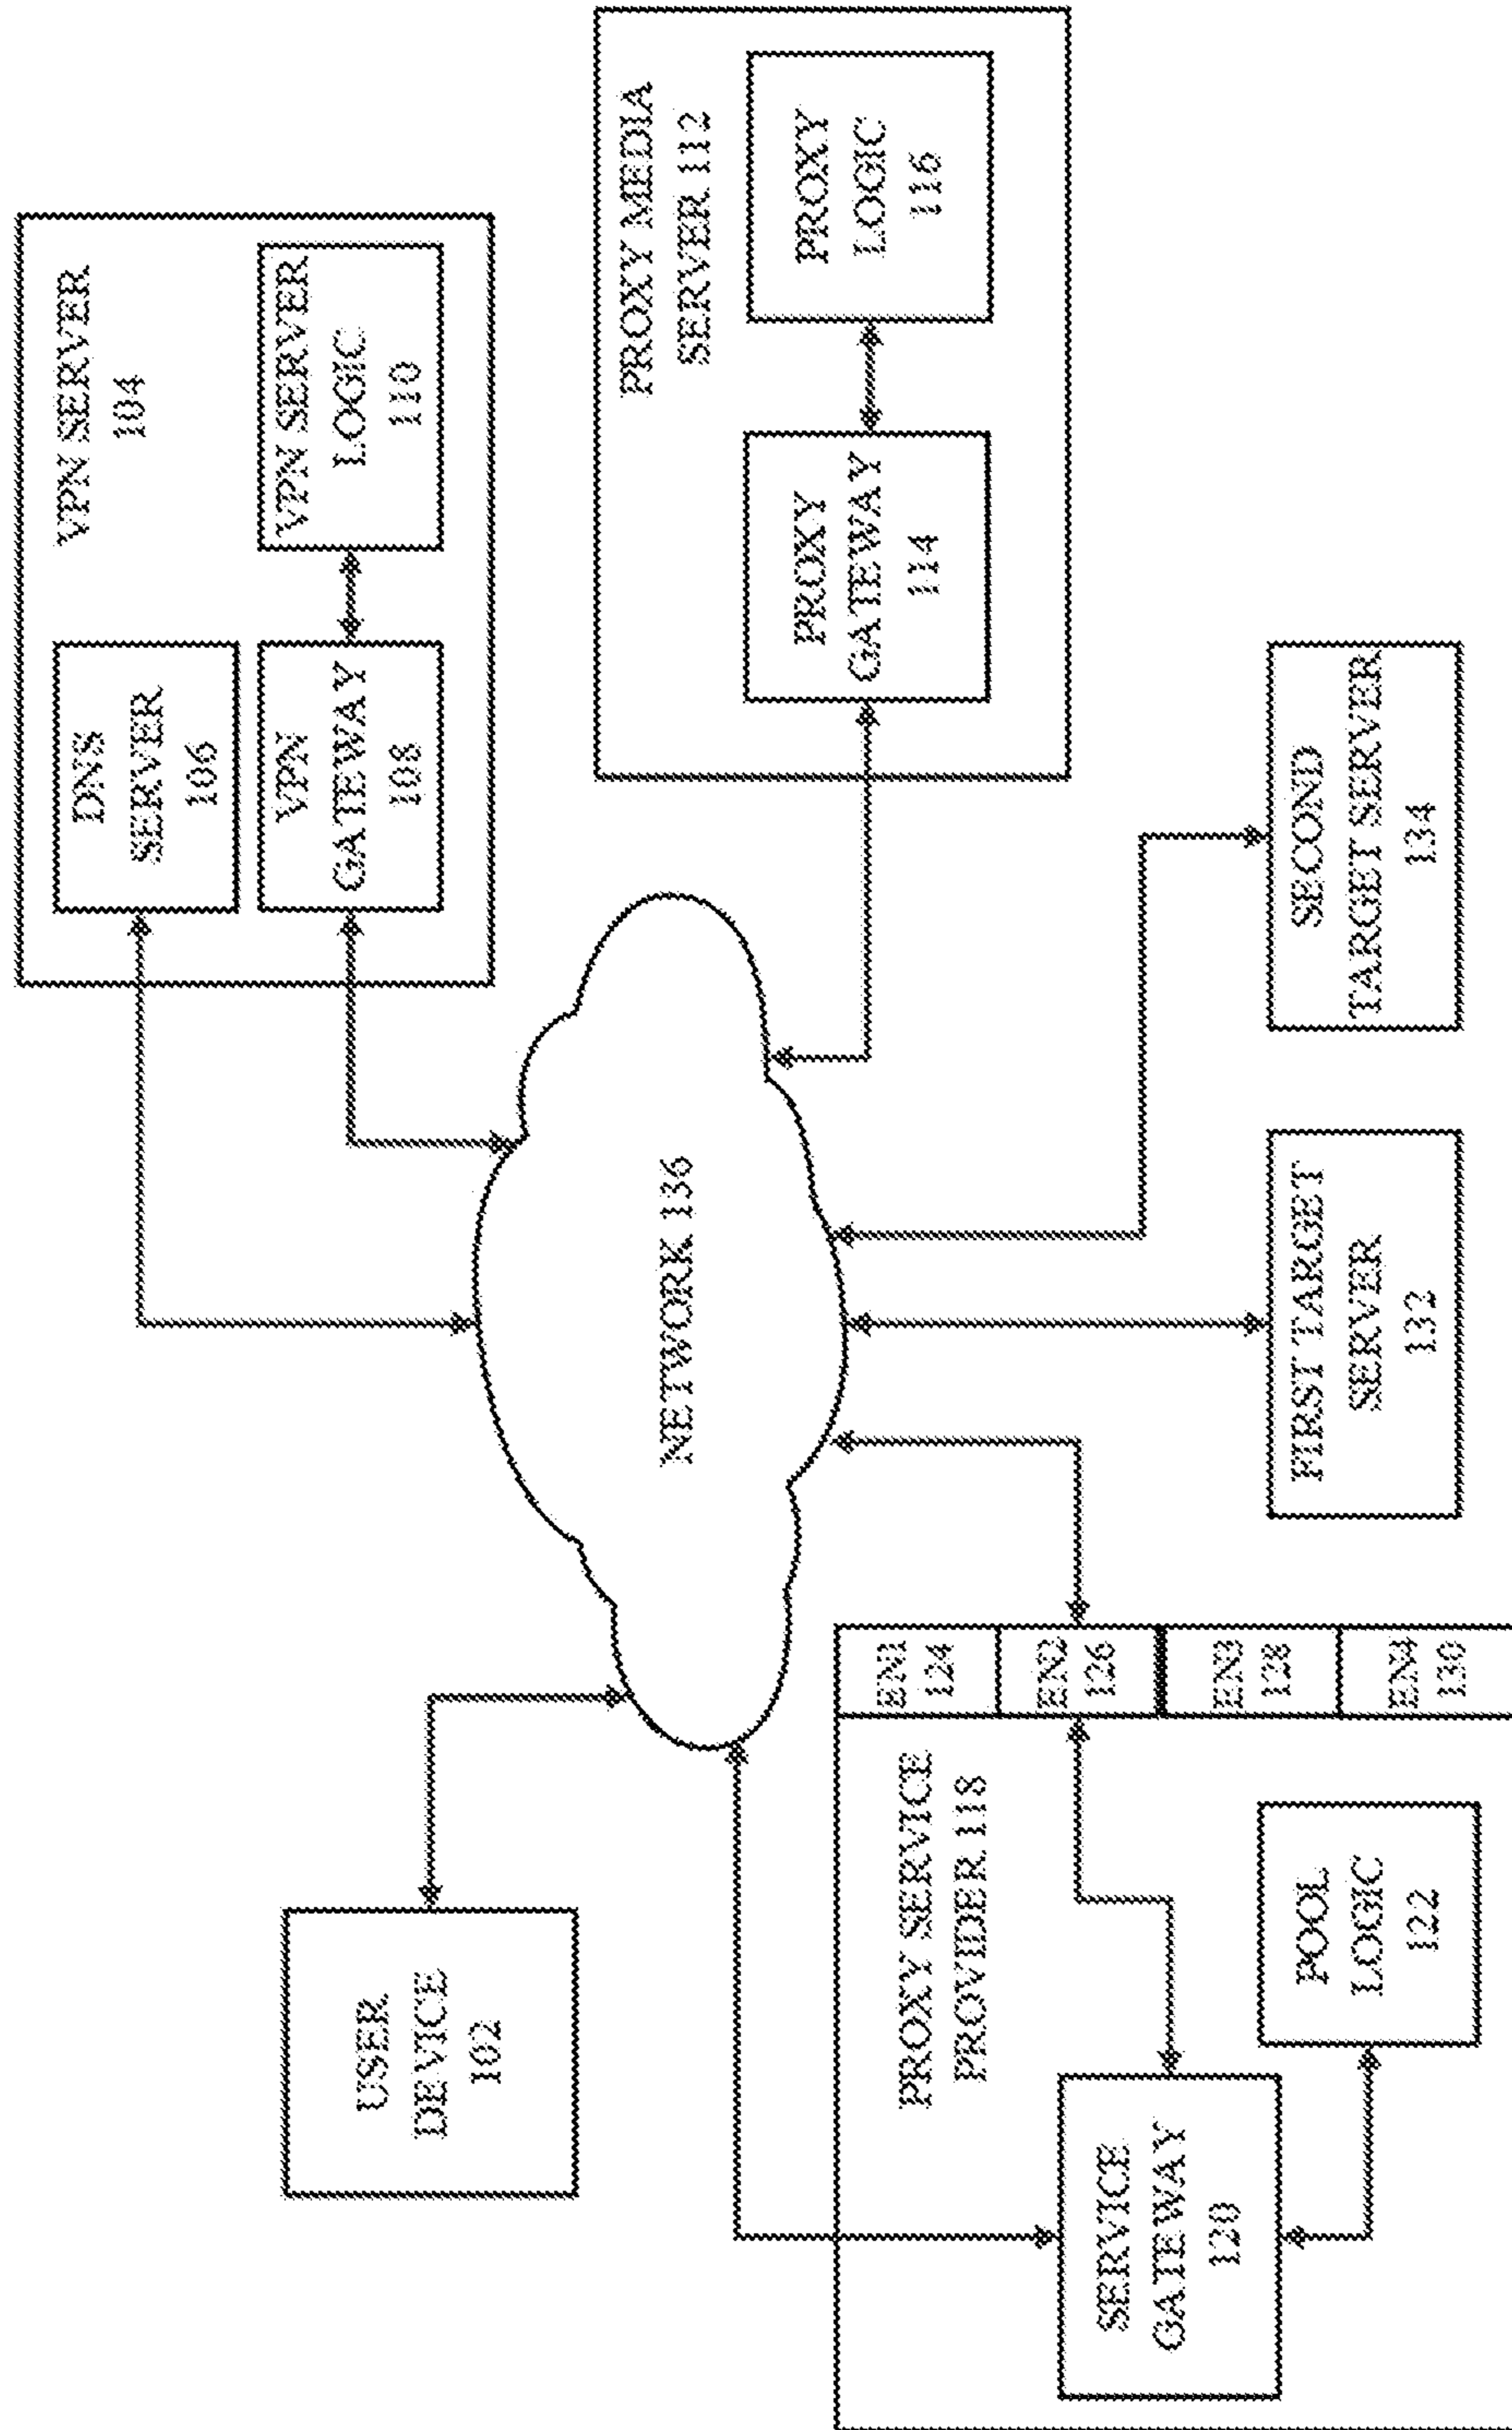 USER
DEVICE
102
VPN SERVER
104
DNS
SERVER
106
VPN
GATEWAY
108
VPN SERVER
LOGIC
110
NETWORK 136
PROXY MEDIA
SERVER 112
PROXY
GATEWAY
114
PROXY
LOGIC
116
PROXY SERVICE
PROVIDER 118
SERVICE
GATEWAY
120
POOL
LOGIC
122
EN1
124
EN2
126
EN3
128
EN4
130
FIRST TARGET
SERVER
132
SECOND
TARGET SERVER
134